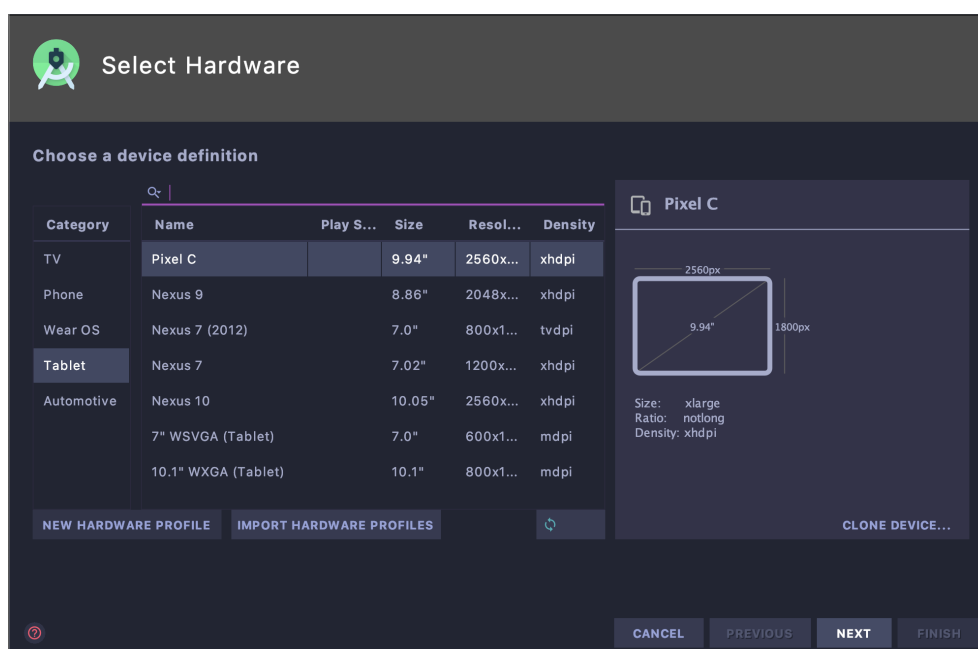 Select Hardware
Choose a device definition
Category
TV
Phone
Wear OS
Tablet
Automotive
Name Play S... Size Resol... Density
Pixel C 9.94" 2560x... xhdpi
Nexus 9 8.86" 2048x... xhdpi
Nexus 7 (2012) 7.0" 800x1... tvdpi
Nexus 7 7.02" 1200x... xhdpi
Nexus 10 10.05" 2560x... xhdpi
7" WSVGA (Tablet) 7.0" 600x1... mdpi
10.1" WXGA (Tablet) 10.1" 800x1... mdpi
NEW HARDWARE PROFILE IMPORT HARDWARE PROFILES
Pixel C
2560px
9.94"
1800px
Size: xlarge
Ratio: notlong
Density: xhdpi
CLONE DEVICE...
?
CANCEL PREVIOUS NEXT FINISH